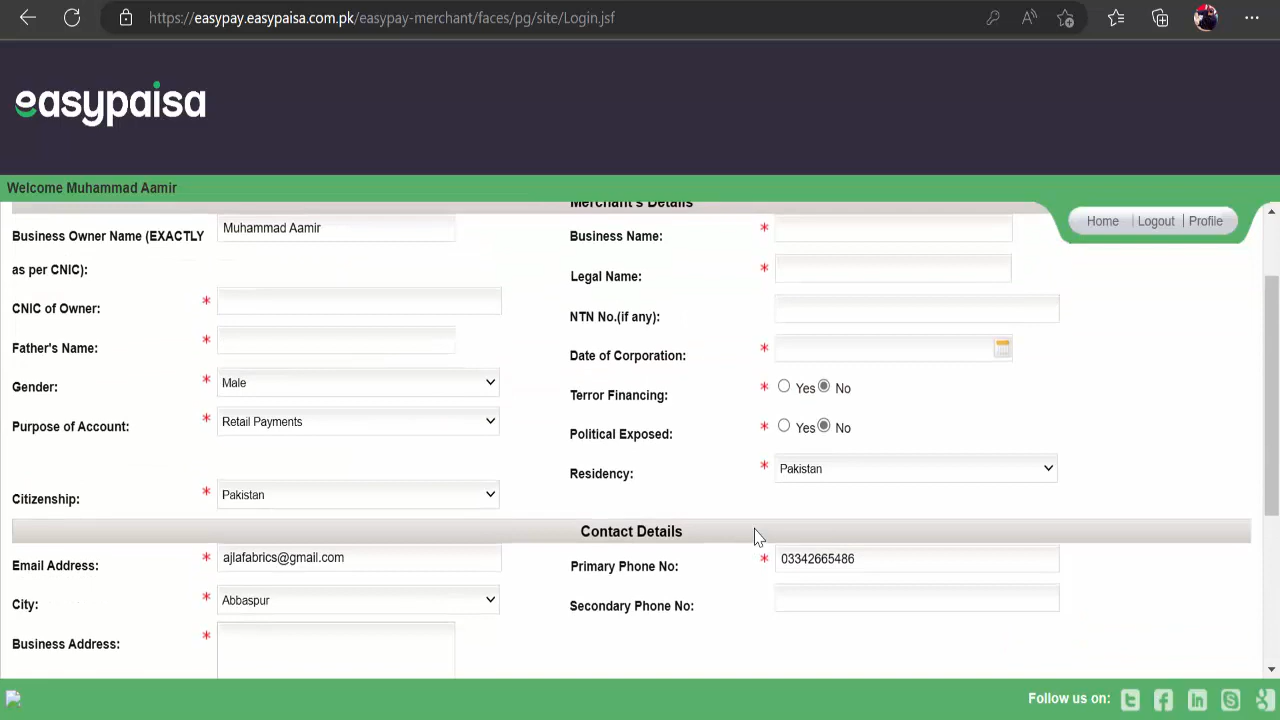 https://easypay.easypaisa.com.pk/easypay-merchant/faces/pg/site/Login.jsf
easypaisa
Welcome Muhammad Aamir
Home | Logout | Profile
Merchant's Details
Business Owner Name (EXACTLY as per CNIC):
Muhammad Aamir
* Business Name:
* Legal Name:
* CNIC of Owner:
NTN No.(if any):
* Father's Name:
* Date of Corporation:
* Gender: Male
* Terror Financing: Yes No
* Purpose of Account: Retail Payments
* Political Exposed: Yes No
* Residency: Pakistan
* Citizenship: Pakistan
Contact Details
* Email Address: ajlafabrics@gmail.com
* Primary Phone No: 03342665486
* City: Abbaspur
Secondary Phone No:
* Business Address:
Follow us on: